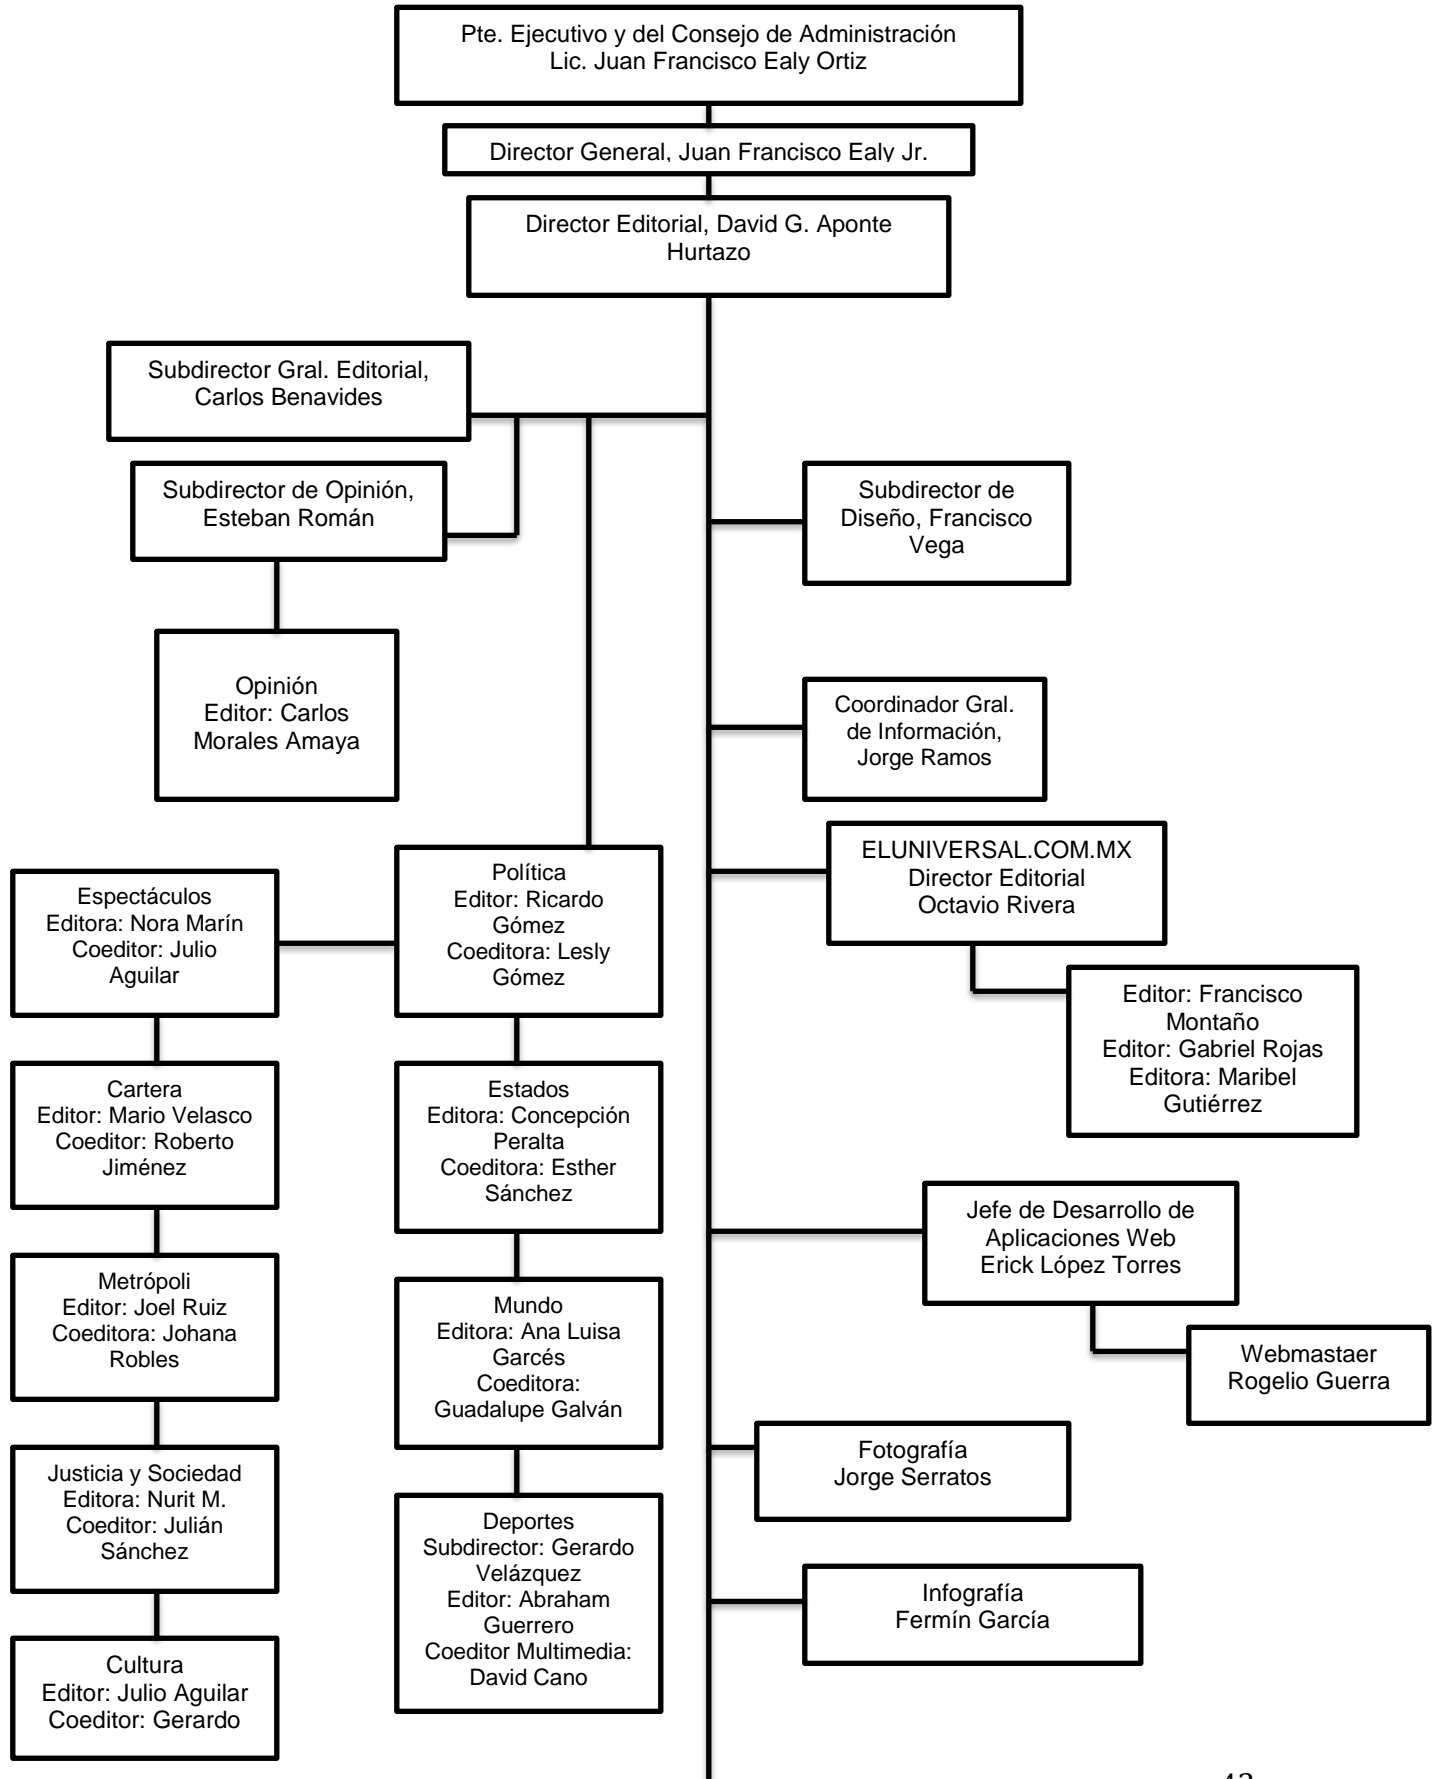 Pte. Ejecutivo y del Consejo de Administración
Lic. Juan Francisco Ealy Ortiz
Director General, Juan Francisco Ealy Jr.
Director Editorial, David G. Aponte
Hurtazo
Subdirector Gral. Editorial,
Carlos Benavides
Subdirector de Opinión,
Esteban Román
Subdirector de
Diseño, Francisco
Vega
Opinión
Editor: Carlos
Morales Amaya
Coordinador Gral.
de Información,
Jorge Ramos
ELUNIVERSAL.COM.MX
Director Editorial
Octavio Rivera
Política
Editor: Ricardo
Gómez
Coeditora: Lesly
Gómez
Espectáculos
Editora: Nora Marín
Coeditor: Julio
Aguilar
Editor: Francisco
Montaño
Editor: Gabriel Rojas
Editora: Maribel
Gutiérrez
Cartera
Editor: Mario Velasco
Coeditor: Roberto
Jiménez
Estados
Editora: Concepción
Peralta
Coeditora: Esther
Sánchez
Jefe de Desarrollo de
Aplicaciones Web
Erick López Torres
Metrópoli
Editor: Joel Ruiz
Coeditora: Johana
Robles
Mundo
Editora: Ana Luisa
Garcés
Coeditora:
Guadalupe Galván
Webmastaer
Rogelio Guerra
Fotografía
Jorge Serratos
Justicia y Sociedad
Editora: Nurit M.
Coeditor: Julián
Sánchez
Deportes
Subdirector: Gerardo
Velázquez
Editor: Abraham
Guerrero
Coeditor Multimedia:
David Cano
Infografía
Fermín García
Cultura
Editor: Julio Aguilar
Coeditor: Gerardo